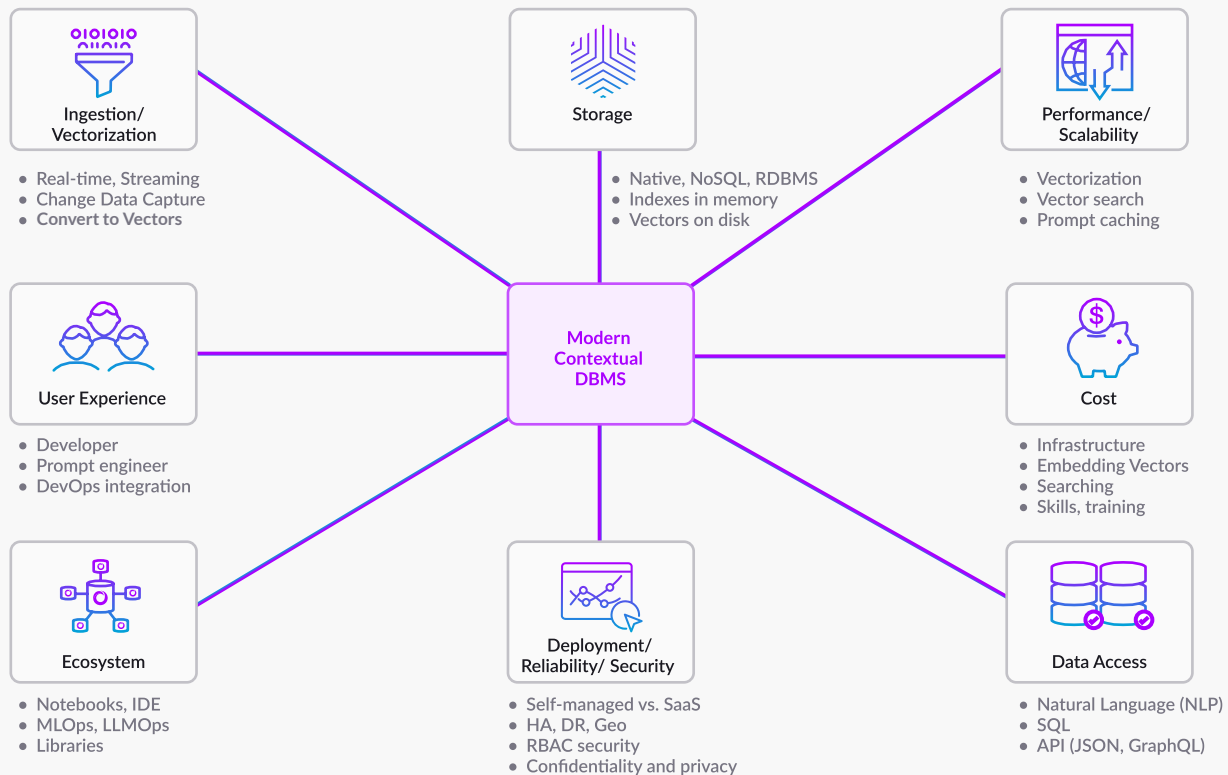 Ingestion/
Vectorization
• Real-time, Streaming
• Change Data Capture
• Convert to Vectors
Storage
• Native, NoSQL, RDBMS
• Indexes in memory
• Vectors on disk
Performance/
Scalability
• Vectorization
• Vector search
• Prompt caching
User Experience
• Developer
• Prompt engineer
• DevOps integration
Modern
Contextual
DBMS
$
Cost
• Infrastructure
• Embedding Vectors
• Searching
• Skills, training
Ecosystem
• Notebooks, IDE
• MLOps, LLMOps
• Libraries
Deployment/
Reliability/ Security
• Self-managed vs. SaaS
• HA, DR, Geo
• RBAC security
• Confidentiality and privacy
Data Access
• Natural Language (NLP)
• SQL
• API (JSON, GraphQL)